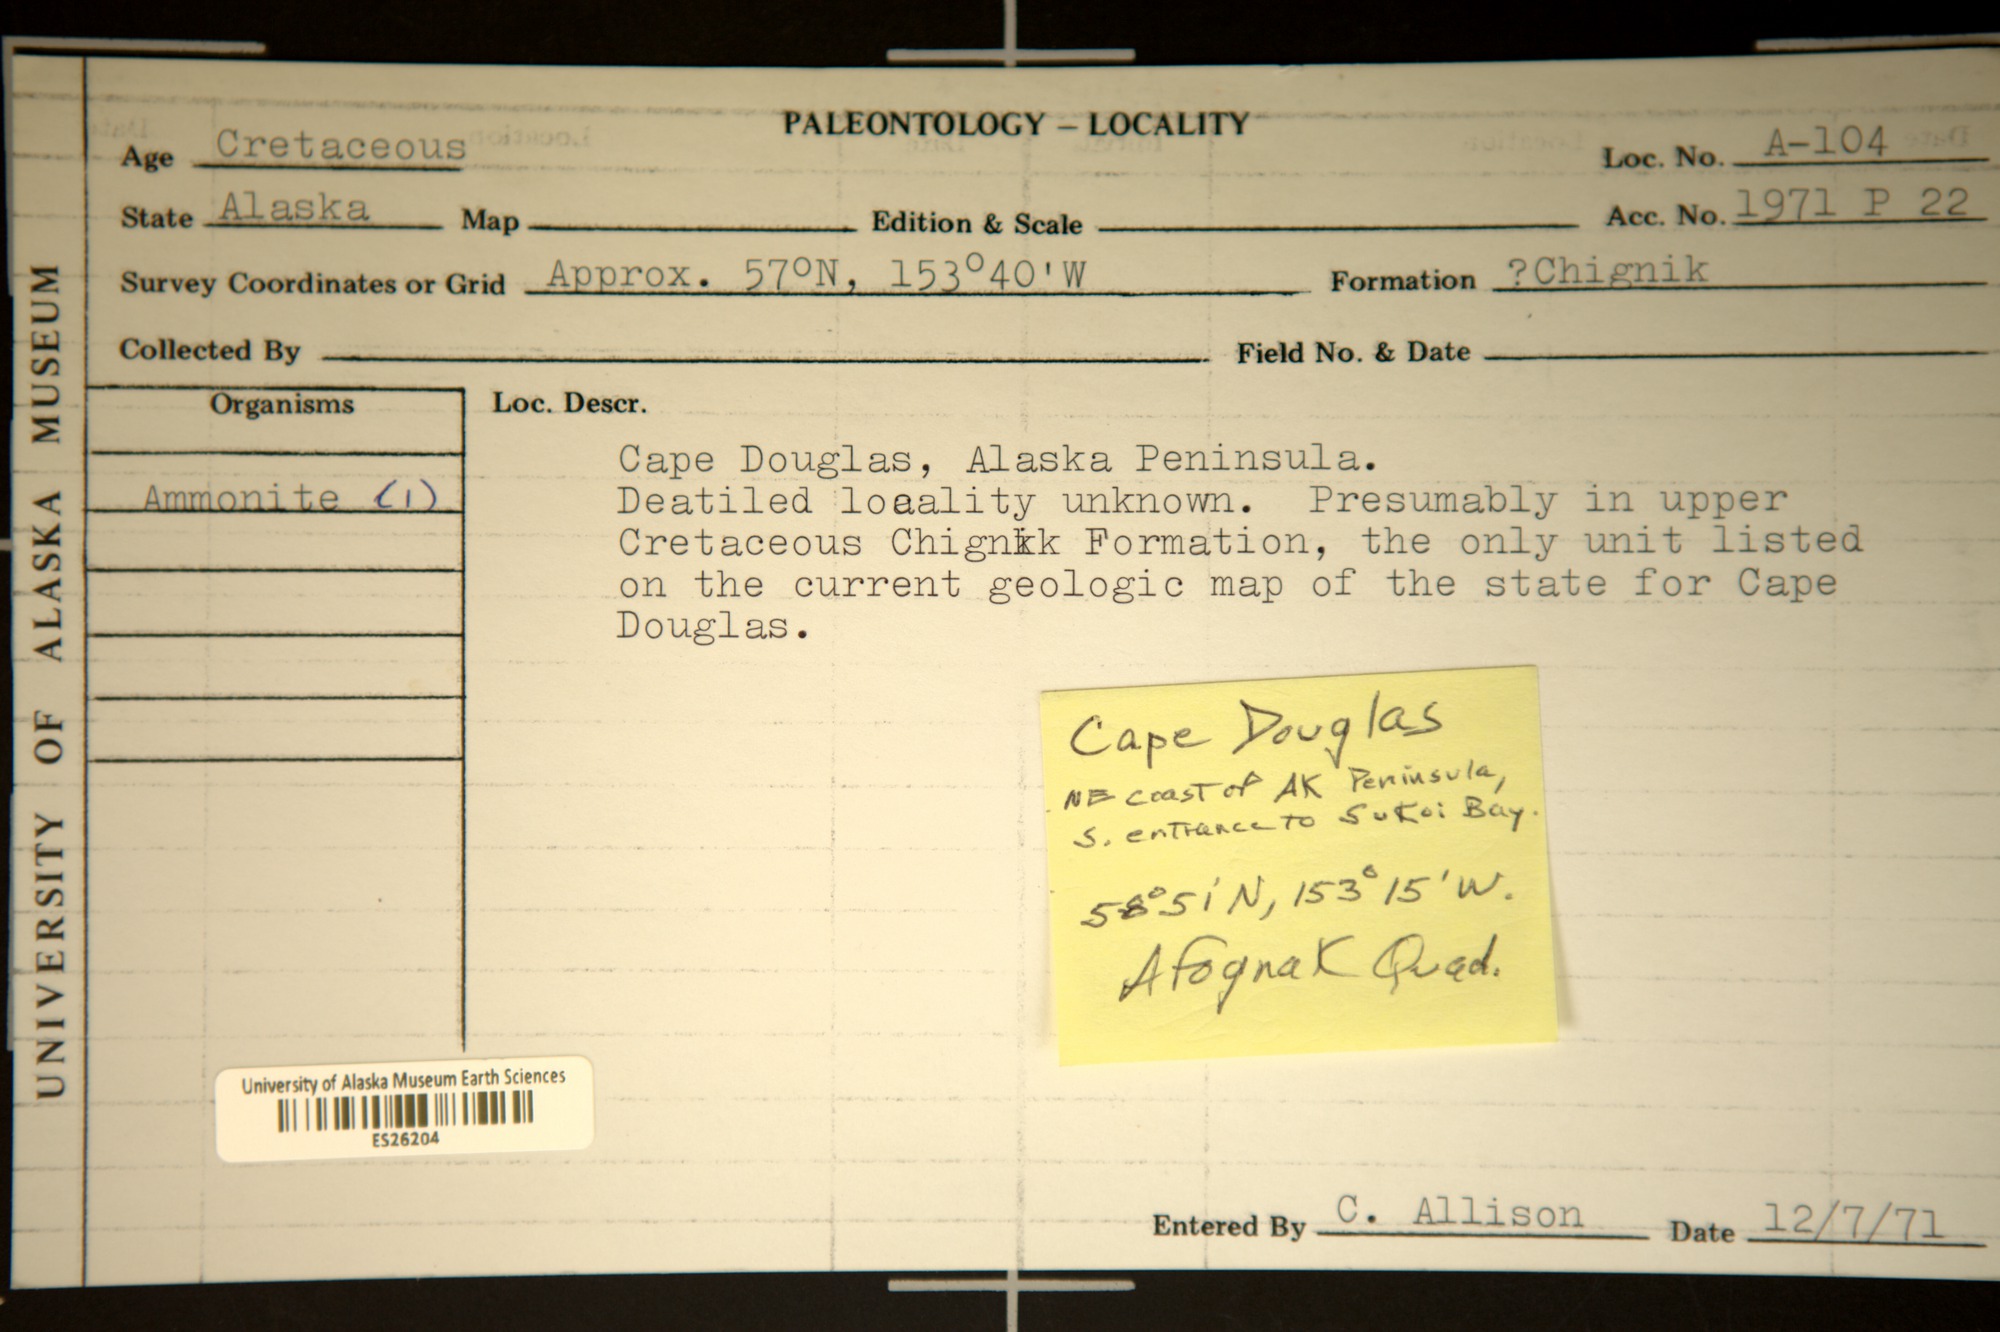 PALEONTOLOGY – LOCALITY
Age Cretaceous
Loc. No. A-104
State Alaska Map Edition & Scale Acc. No. 1971 P 22
Survey Coordinates or Grid Approx. 57°N, 153°40'W Formation ?Chignik
Collected By Field No. & Date
Organisms
Ammonite (1)
Loc. Descr.
Cape Douglas, Alaska Peninsula.
Deatiled loaality unknown. Presumably in upper
Cretaceous Chignik Formation, the only unit listed
on the current geologic map of the state for Cape
Douglas.
Cape Douglas
NE coast of AK Peninsula,
S. entrance to Sukoi Bay.
58°51'N, 153°15'W.
Afognak Quad.
UNIVERSITY OF ALASKA MUSEUM
University of Alaska Museum Earth Sciences
ES26204
Entered By C. Allison Date 12/7/71